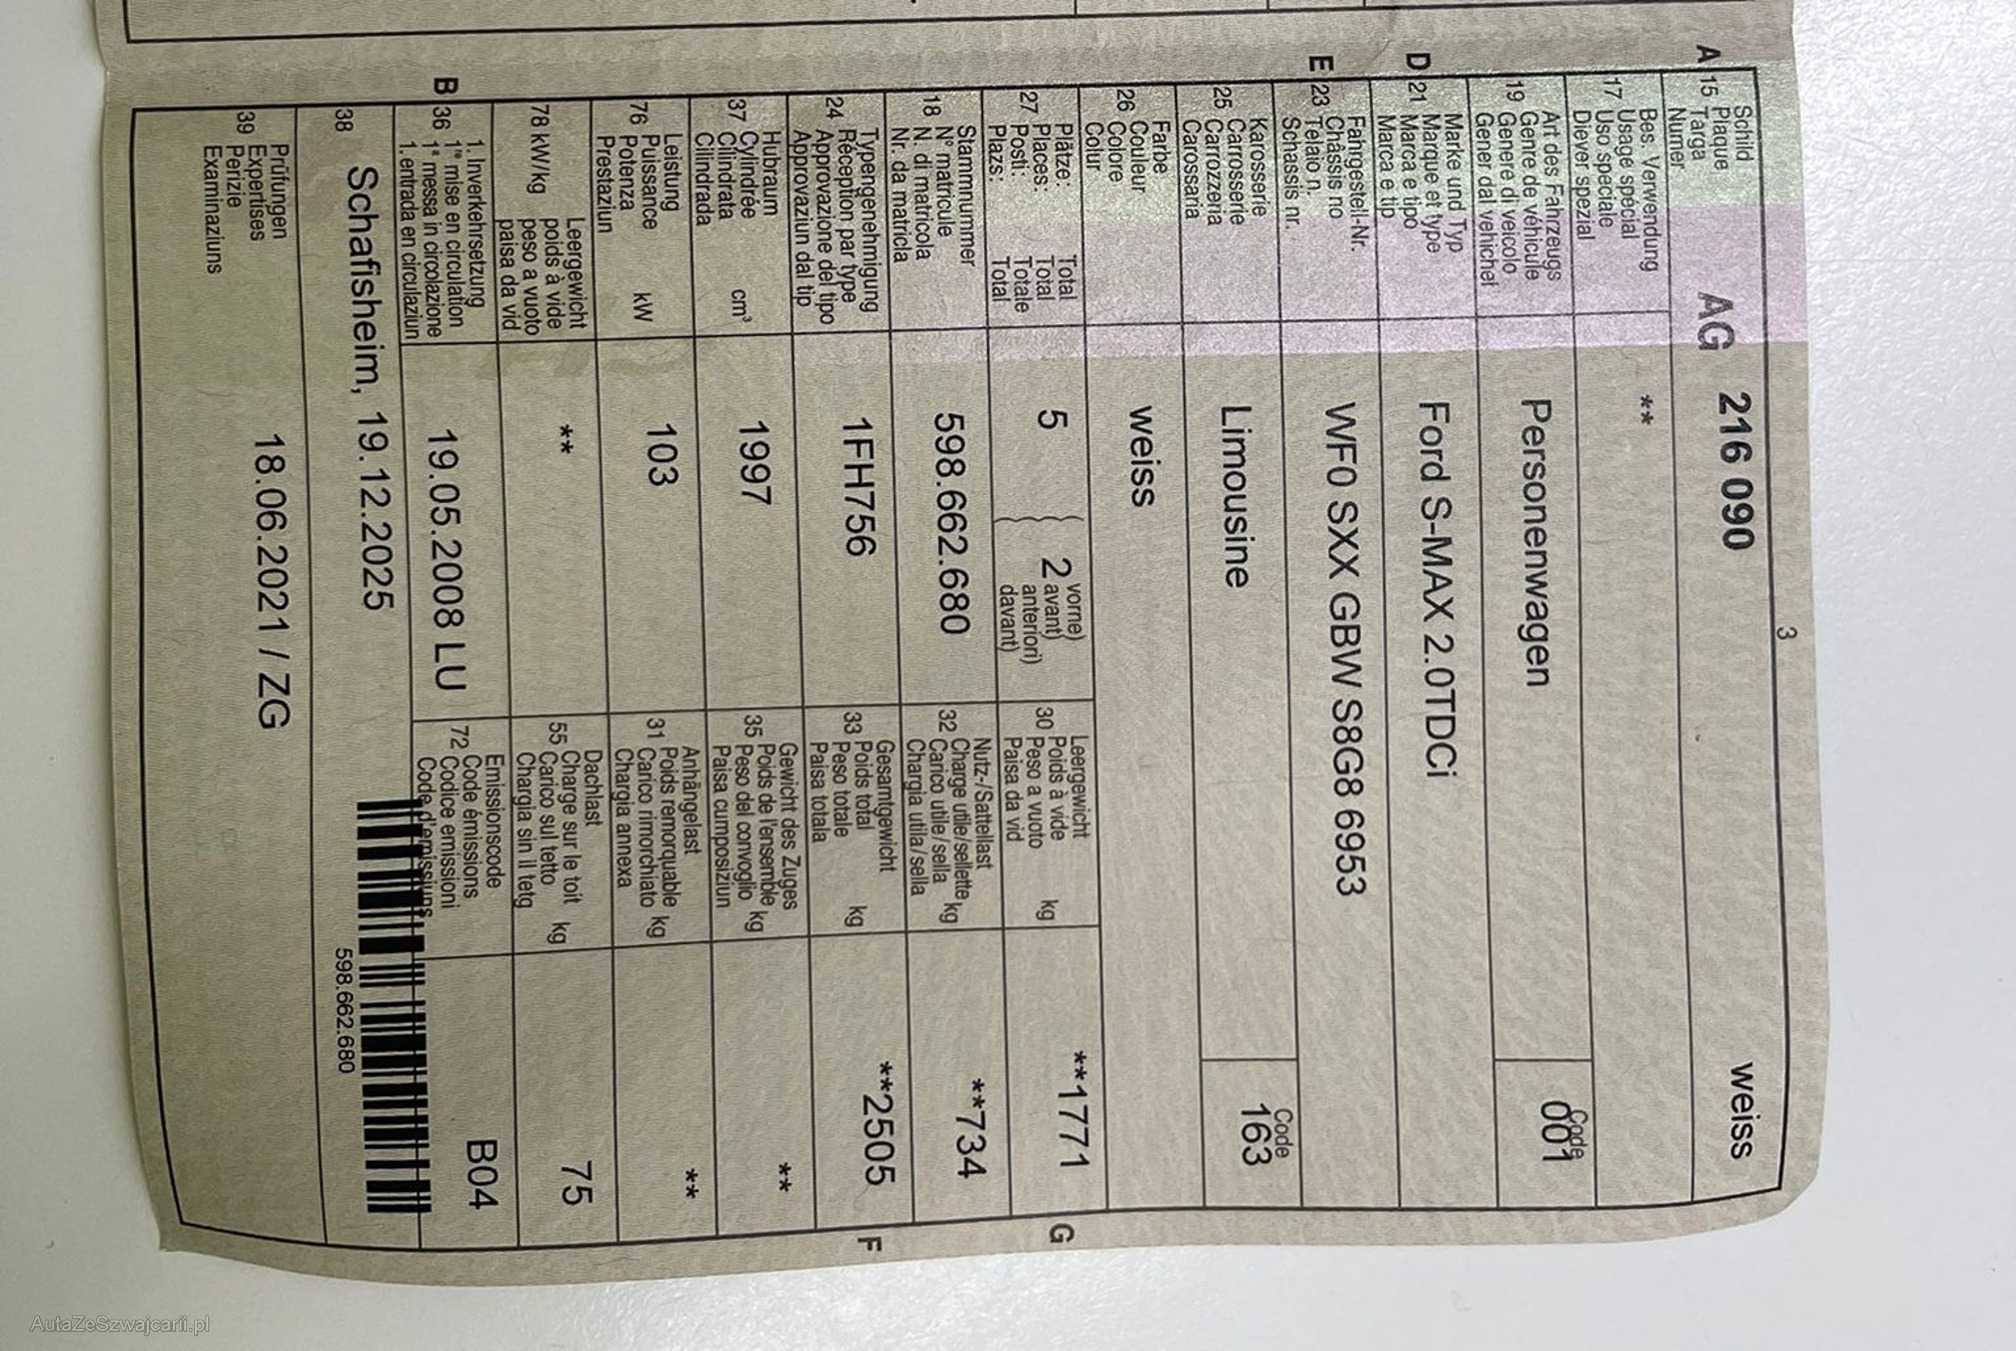 3
Schild
A 15 Plaque
Targa
Numer
AG 216 090 weiss
Bes. Verwendung
17 Usage spécial
Uso speciale
Diever spezial
**
Art des Fahrzeugs
19 Genre de véhicule
Genere di veicolo
Gener dal vehichel
Personenwagen
Code
001
Marke und Typ
D 21 Marque et type
Marca e tipo
Marca e tip
Ford S-MAX 2.0TDCi
Fahrgestell-Nr.
E 23 Châssis no
Telaio n.
Schassis nr.
WF0 SXX GBW S8G8 6953
Karosserie
25 Carrosserie
Carrozzeria
Carossaria
Limousine
Code
163
Farbe
26 Couleur
Colore
Colur
weiss
Plätze: Total
27 Places: Total
Posti: Totale
Plazs: Total
5
2
vorne)
avant)
anteriori)
davant)
Leergewicht
30 Poids à vide
Peso a vuoto kg
Paisa da vid
**1771
G
Stammnummer
18 N° matricule
N. di matricola
Nr. da matricla
598.662.680
Nutz-/Sattellast
32 Charge utile/sellette kg
Carico utile/sella
Chargia utila/sella
**734
Typengenehmigung
24 Réception par type
Approvazione del tipo
Approvaziun dal tip
1FH756
Gesamtgewicht
33 Poids total kg
Peso totale
Paisa totala
**2505
F
Hubraum
37 Cylindrée cm³
Cilindrata
Cilindrada
1997
Gewicht des Zuges
35 Poids de l'ensemble kg
Peso del convoglio
Paisa cumposiziun
**
Leistung
76 Puissance kW
Potenza
Prestaziun
103
Anhängelast
31 Poids remorquable kg
Carico rimorchiato
Chargia annexa
**
78 kW/kg
Leergewicht
poids à vide
peso a vuoto
paisa da vid
**
Dachlast
55 Charge sur le toit kg
Carico sul tetto
Chargia sin il tetg
75
1. Inverkehrsetzung
B 36 1re mise en circulation
1a messa in circolazione
1. entrada en circulaziun
19.05.2008 LU
Emissionscode
72 Code émissions
Codice emissioni
Code d'emissiuns
B04
38 Schafisheim, 19.12.2025
598.662.680
Prüfungen
39 Expertises
Perizie
Examinaziuns
18.06.2021 / ZG
AutaZeSzwajcarii.pl